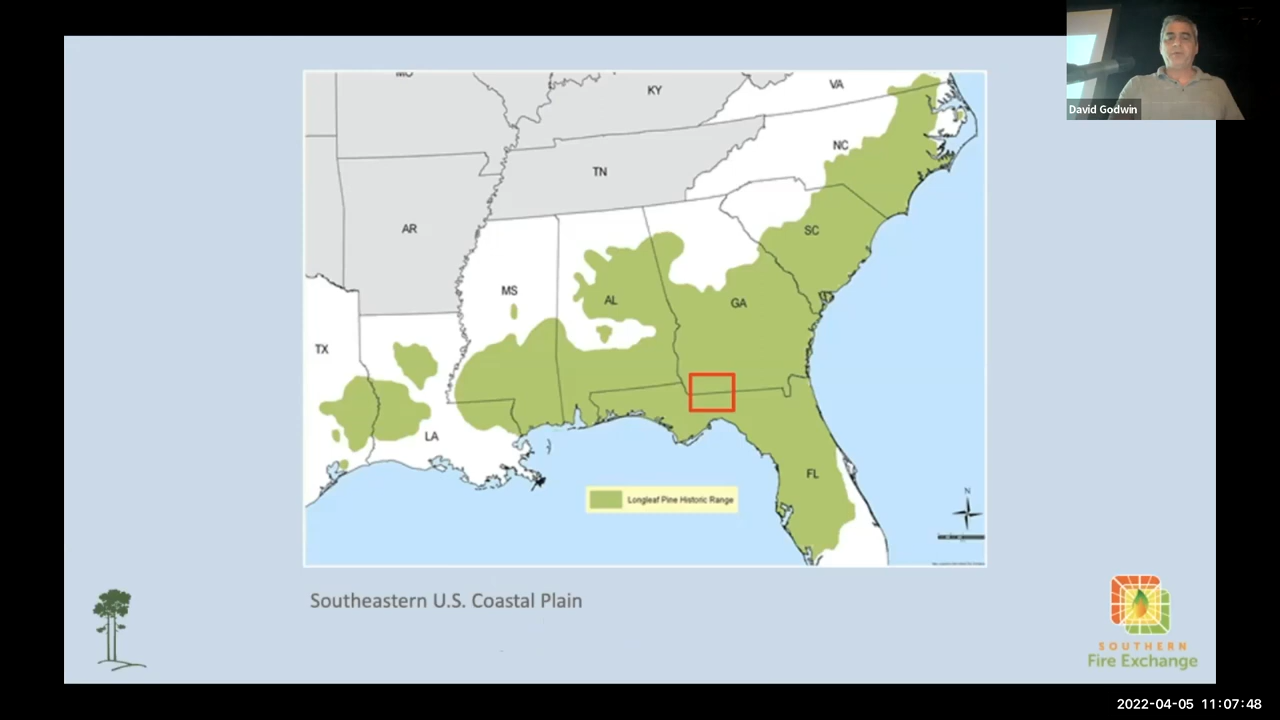 David Godwin
MO
KY
VA
TN
NC
AR
SC
MS
AL
GA
TX
LA
FL
Longleaf Pine Historic Range
N
Southeastern U.S. Coastal Plain
SOUTHERN
Fire Exchange
2022-04-05 11:07:48